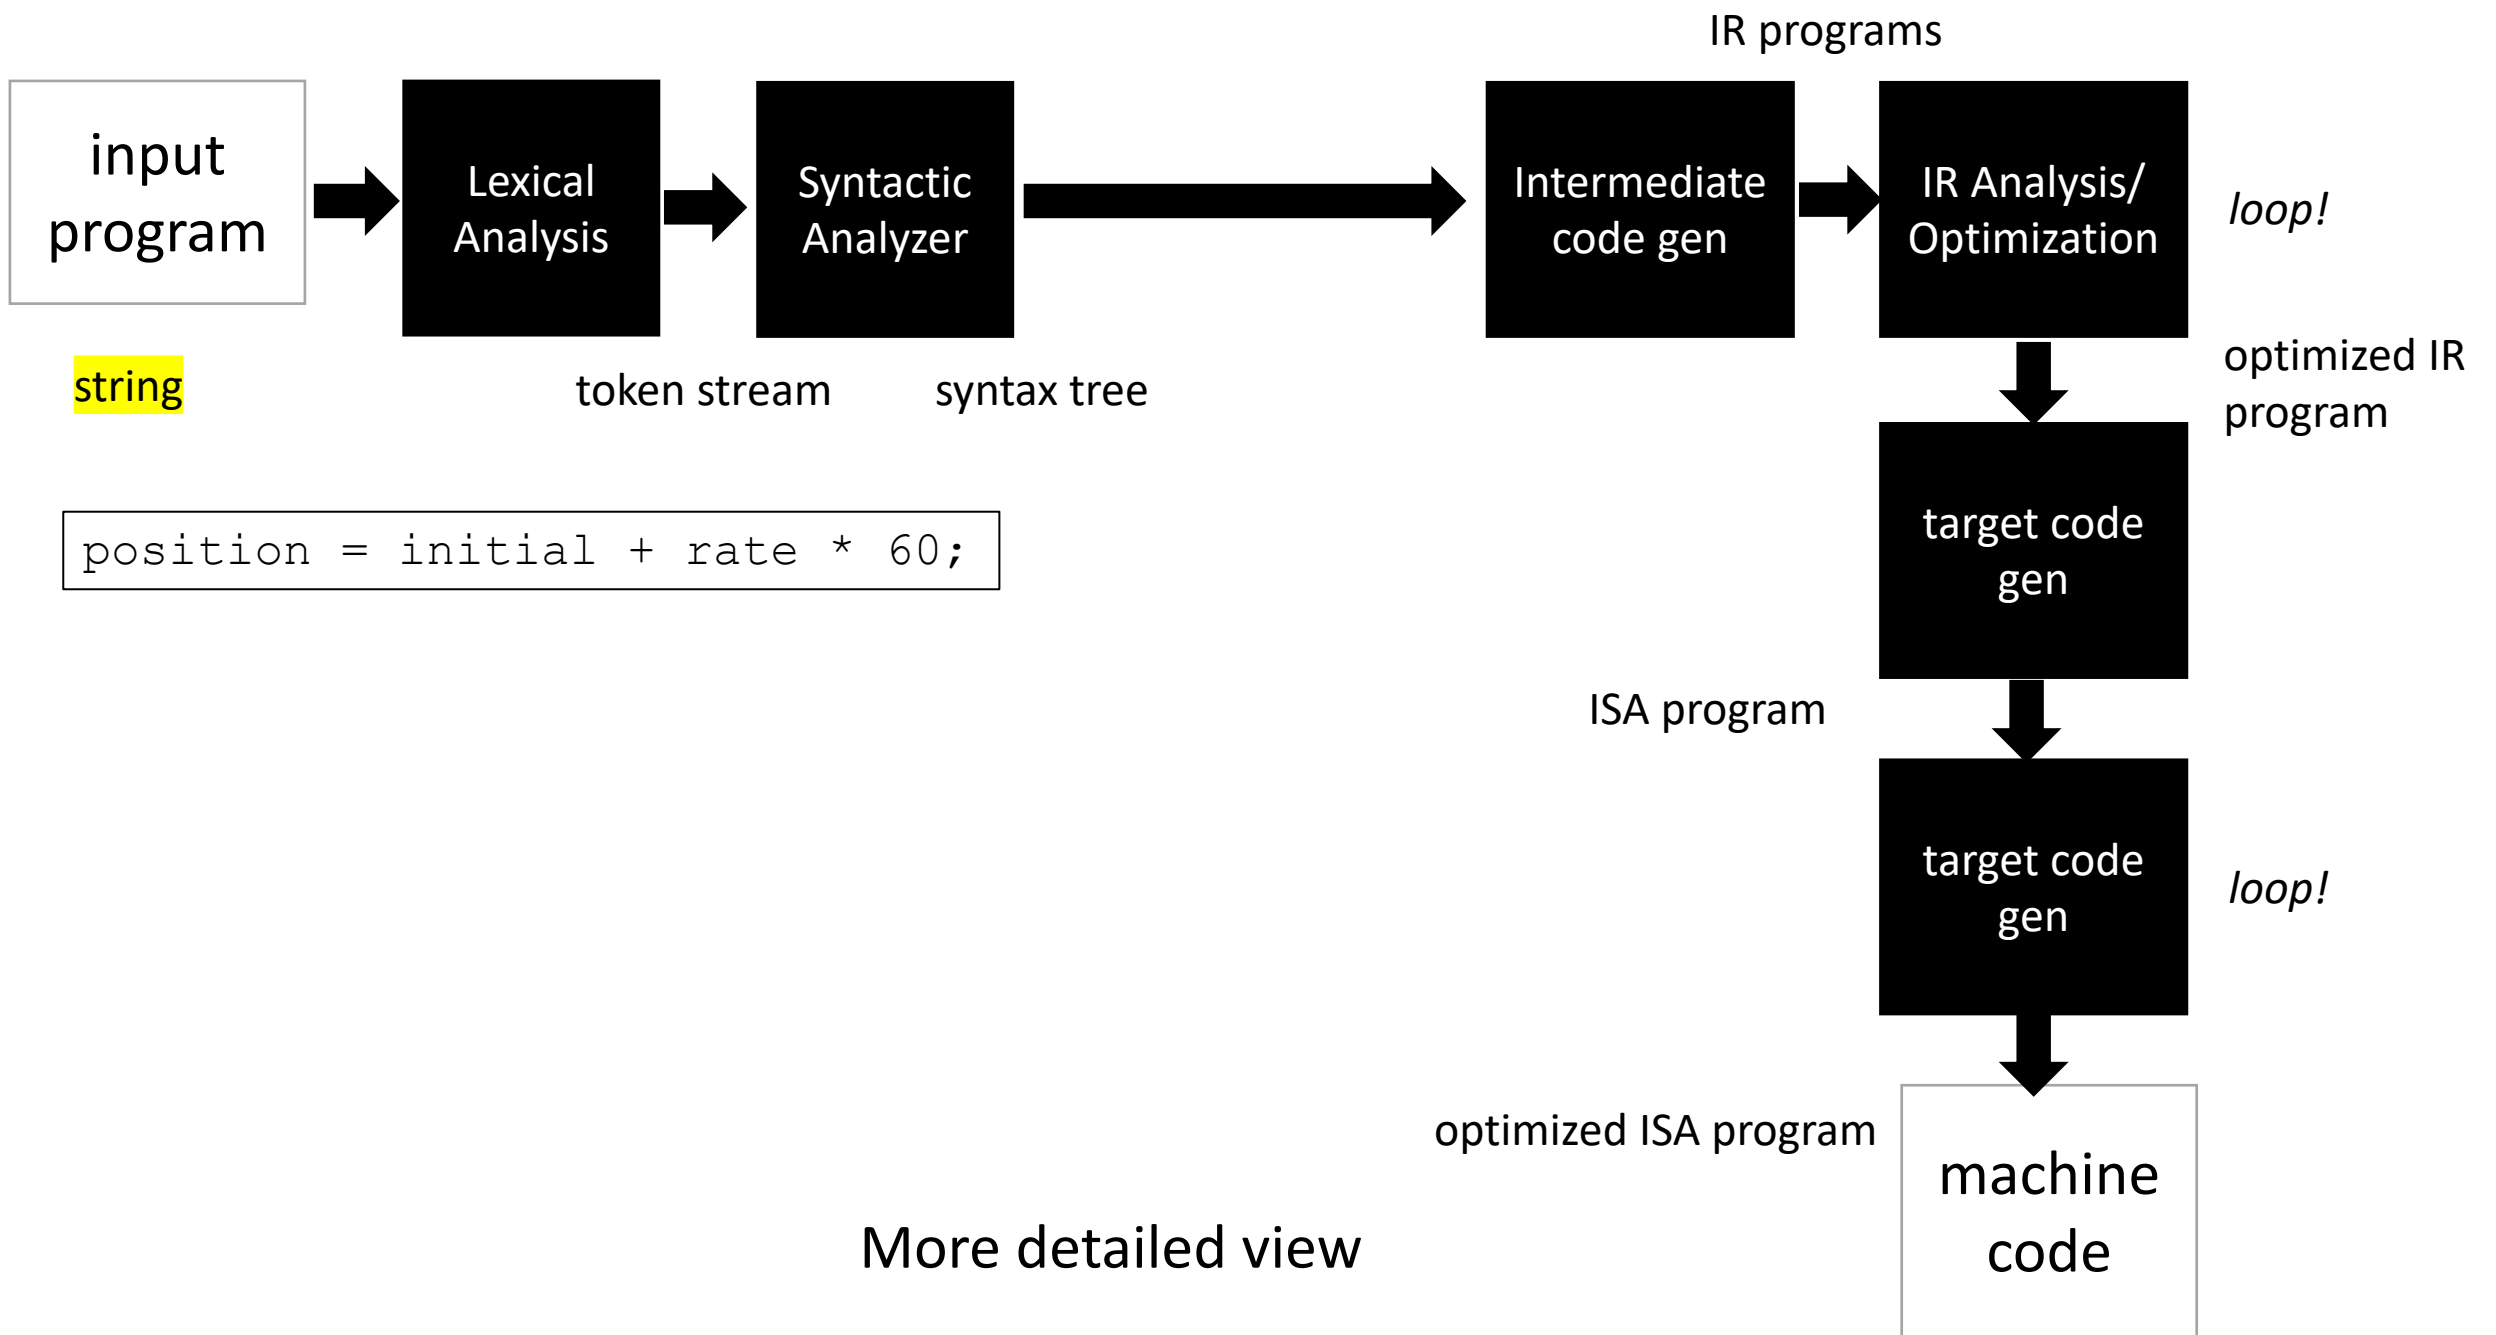 IR programs
input
program
Lexical
Analysis
Syntactic
Analyzer
Intermediate
code gen
IR Analysis/
Optimization
loop!
string
token stream
syntax tree
optimized IR
program
position = initial + rate * 60;
target code
gen
ISA program
target code
gen
loop!
optimized ISA program
machine
code
More detailed view